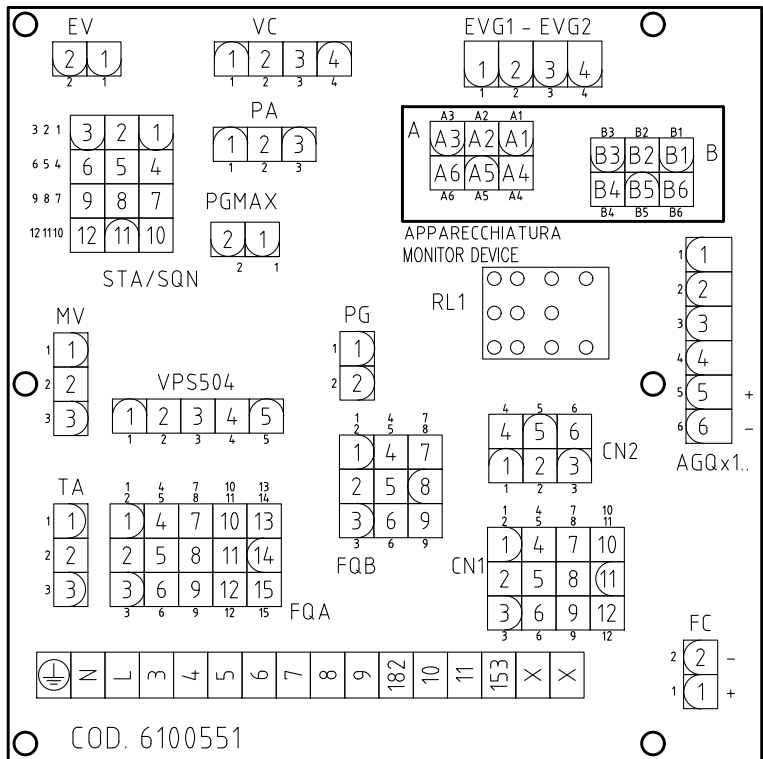 EV VC EVG1 - EVG2
2 1
2 1
1 2 3 4
1 2 3 4
1 2 3 4
1 2 3 4
PA
1 2 3
1 2 3
3 2 1 3 2 1
6 5 4 6 5 4
9 8 7 9 8 7
12 11 10 12 11 10
STA/SQN
PGMAX
2 1
2 1
A
A3 A2 A1
A3 A2 A1
A6 A5 A4
A6 A5 A4
B
B3 B2 B1
B3 B2 B1
B4 B5 B6
B4 B5 B6
APPARECCHIATURA
MONITOR DEVICE
RL1
1 1
2 2
3 3
4 4
5 5 +
6 6 -
AGQx1..
MV
1 1
2 2
3 3
VPS504
1 2 3 4 5
1 2 3 4 5
PG
1 1
2 2
1 4 7
2 5 8
1 4 7
2 5 8
3 6 9
3 6 9
FQB
4 5 6
4 5 6
1 2 3
1 2 3
CN2
TA
1 1
2 2
3 3
1 4 7 10 13
2 5 8 11 14
1 4 7 10 13
2 5 8 11 14
3 6 9 12 15
3 6 9 12 15
FQA
1 4 7 10
2 5 8 11
1 4 7 10
2 5 8 11
3 6 9 12
3 6 9 12
CN1
FC
2 2 -
1 1 +
N L 3 4 5 6 7 8 9 182 10 11 153 X X
COD. 6100551